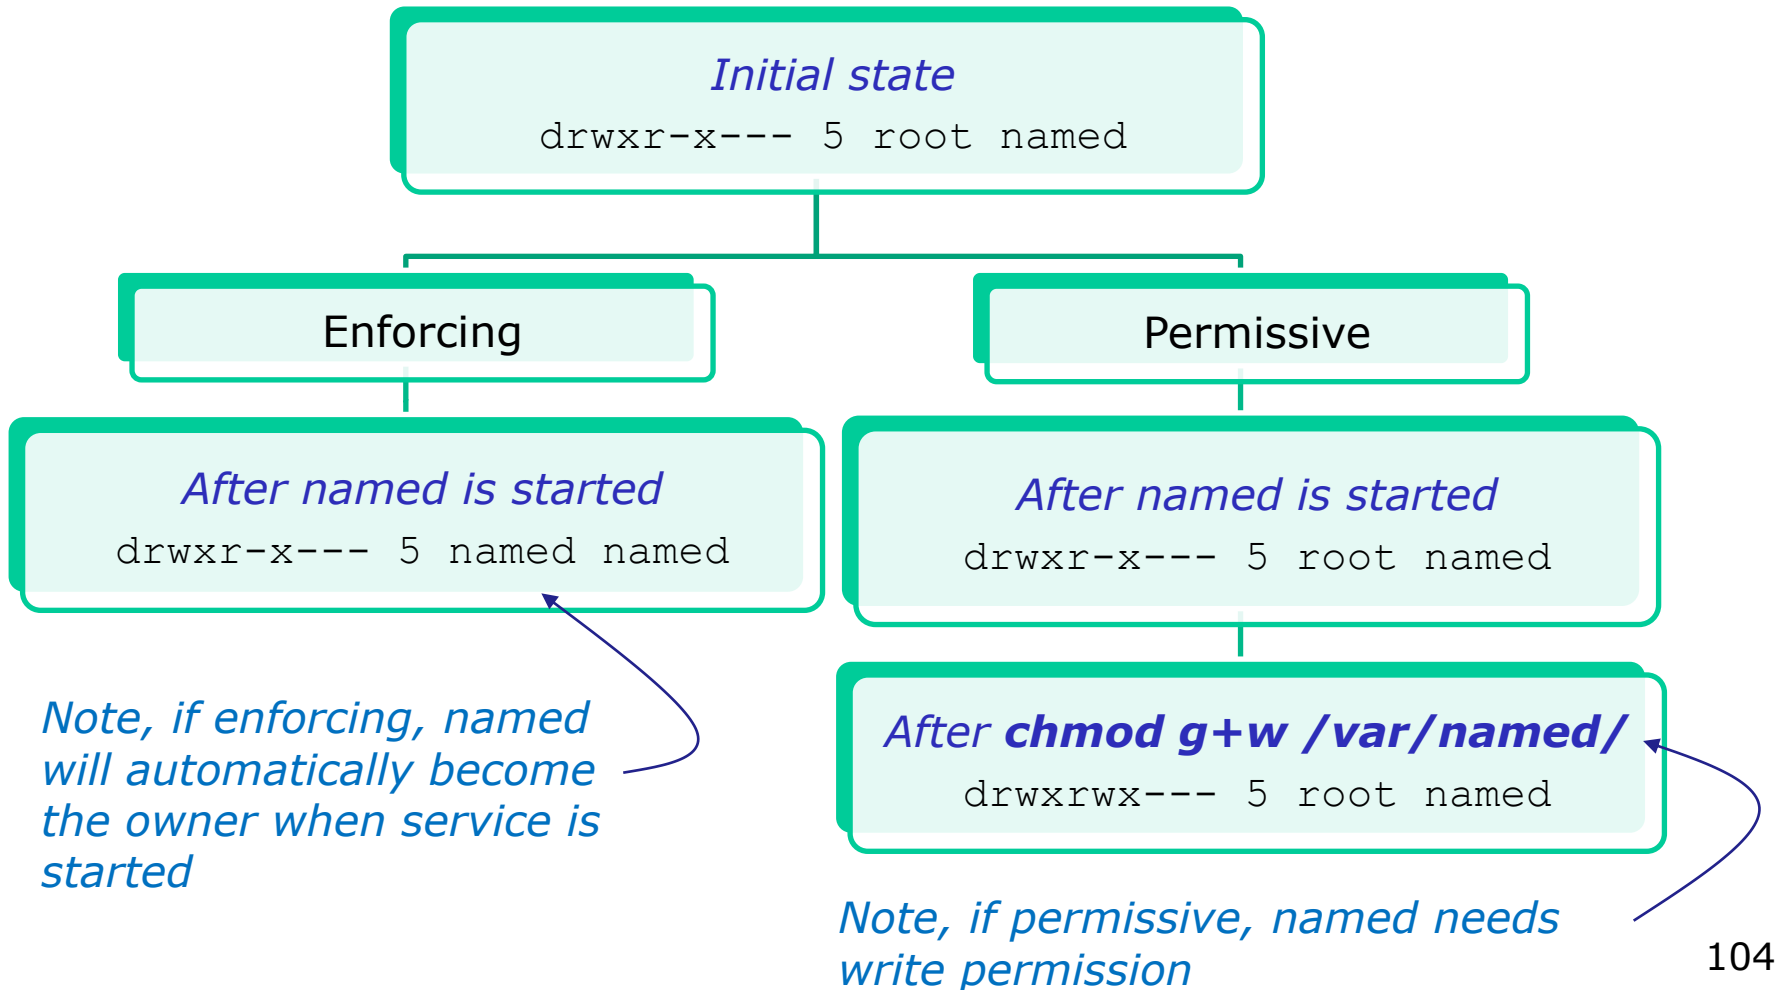 Initial state
drwxr-x--- 5 root named
Enforcing
Permissive
After named is started
drwxr-x--- 5 named named
After named is started
drwxr-x--- 5 root named
After chmod g+w /var/named/
drwxrwx--- 5 root named
Note, if enforcing, named
will automatically become
the owner when service is
started
Note, if permissive, named needs
write permission
104